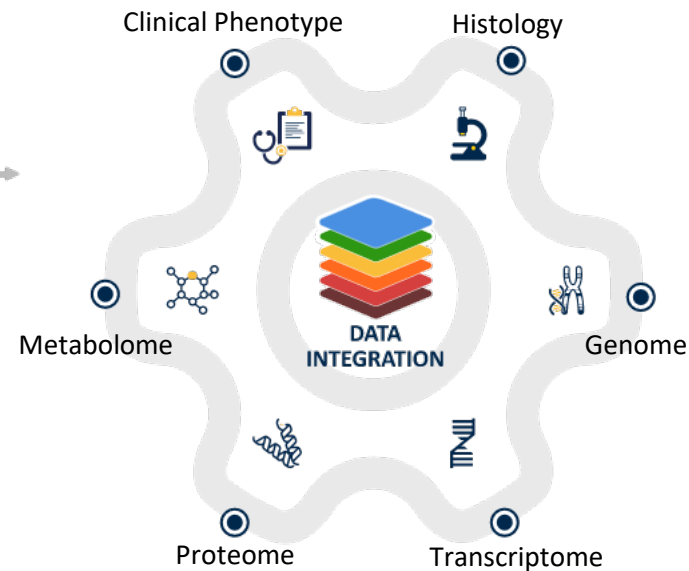 Clinical Phenotype
Histology
DATA
INTEGRATION
Metabolome
Genome
Proteome
Transcriptome